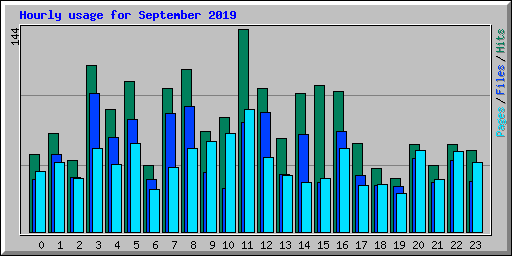 Hourly usage for September 2019
144
Pages/Files/Hits
0 1 2 3 4 5 6 7 8 9 10 11 12 13 14 15 16 17 18 19 20 21 22 23